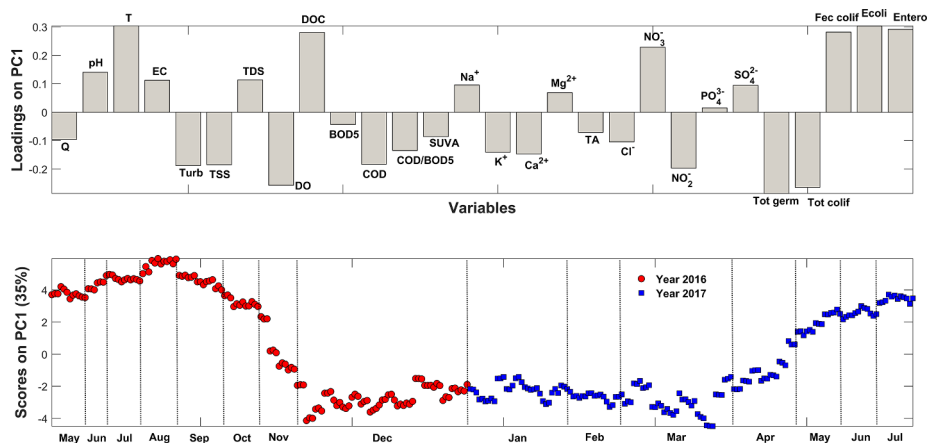 Loadings on PC1
0.3
0.2
0.1
0
-0.1
-0.2
Q
pH
T
EC
Turb
TSS
TDS
DO
DOC
BOD5
COD
COD/BOD5
SUVA
Na⁺
K⁺
Ca²⁺
Mg²⁺
TA
Cl⁻
NO₃⁻
NO₂⁻
PO₄³⁻
SO₄²⁻
Tot germ
Tot colif
Fec colif
Ecoli
Entero
Variables
Scores on PC1 (35%)
4
2
0
-2
-4
Year 2016
Year 2017
May Jun Jul Aug Sep Oct Nov Dec Jan Feb Mar Apr May Jun Jul